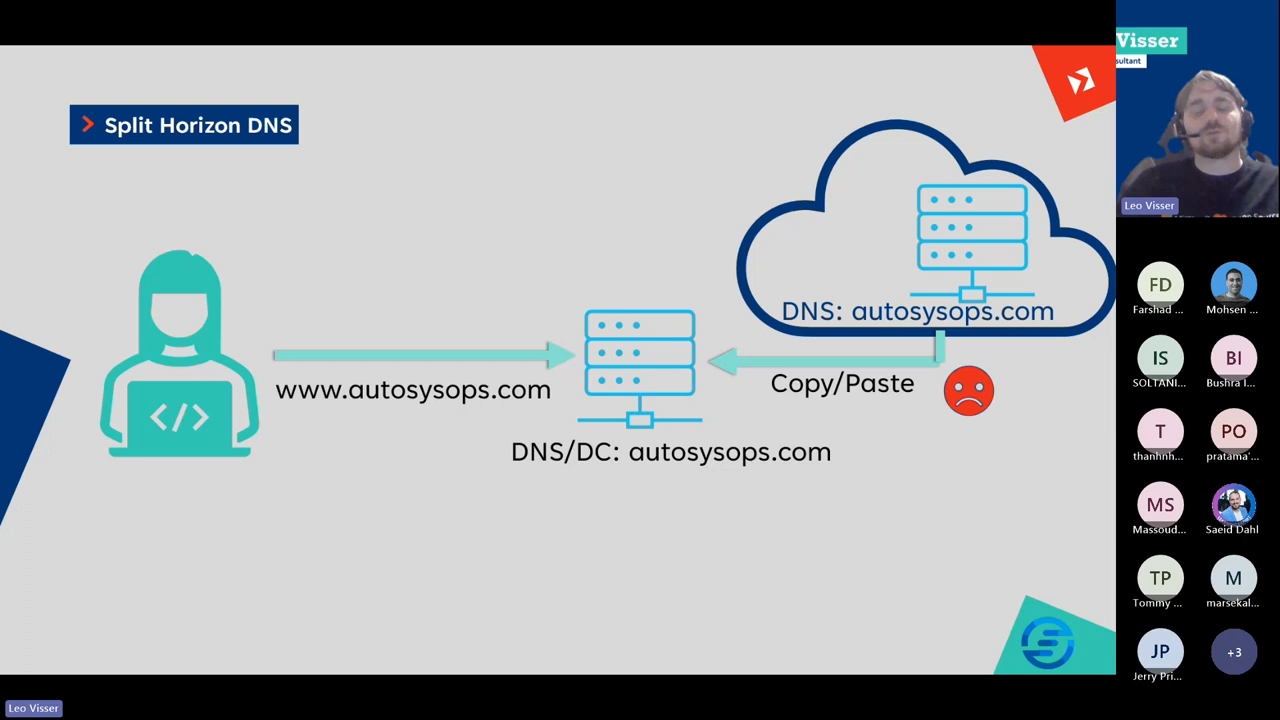 Split Horizon DNS
www.autosysops.com
DNS/DC: autosysops.com
DNS: autosysops.com
Copy/Paste
</>
Visser
sultant
Leo Visser
FD
Farshad ...
Mohsen ...
IS
SOLTANI...
BI
Bushra I...
T
thanhnh...
PO
pratama'...
MS
Massoud...
Saeid Dahl
TP
Tommy ...
M
marsekal...
JP
Jerry Pri...
+3
Leo Visser